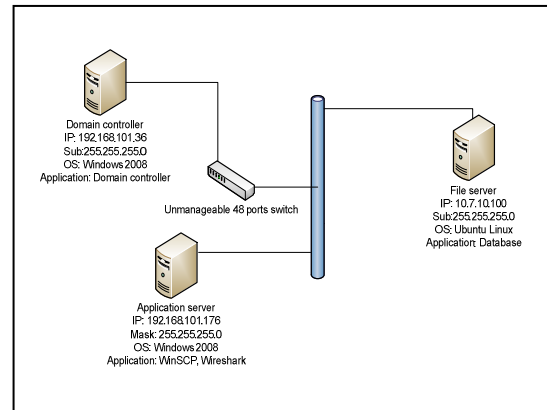 Domain controller
IP: 192.168.101.36
Sub:255.255.255.0
OS: Windows 2008
Application: Domain controller
Unmanageable 48 ports switch
File server
IP: 10.7.10.100
Sub:255.255.255.0
OS: Ubuntu Linux
Application: Database
Application server
IP: 192.168.101.176
Mask: 255.255.255.0
OS: Windows 2008
Application: WinSCP, Wireshark